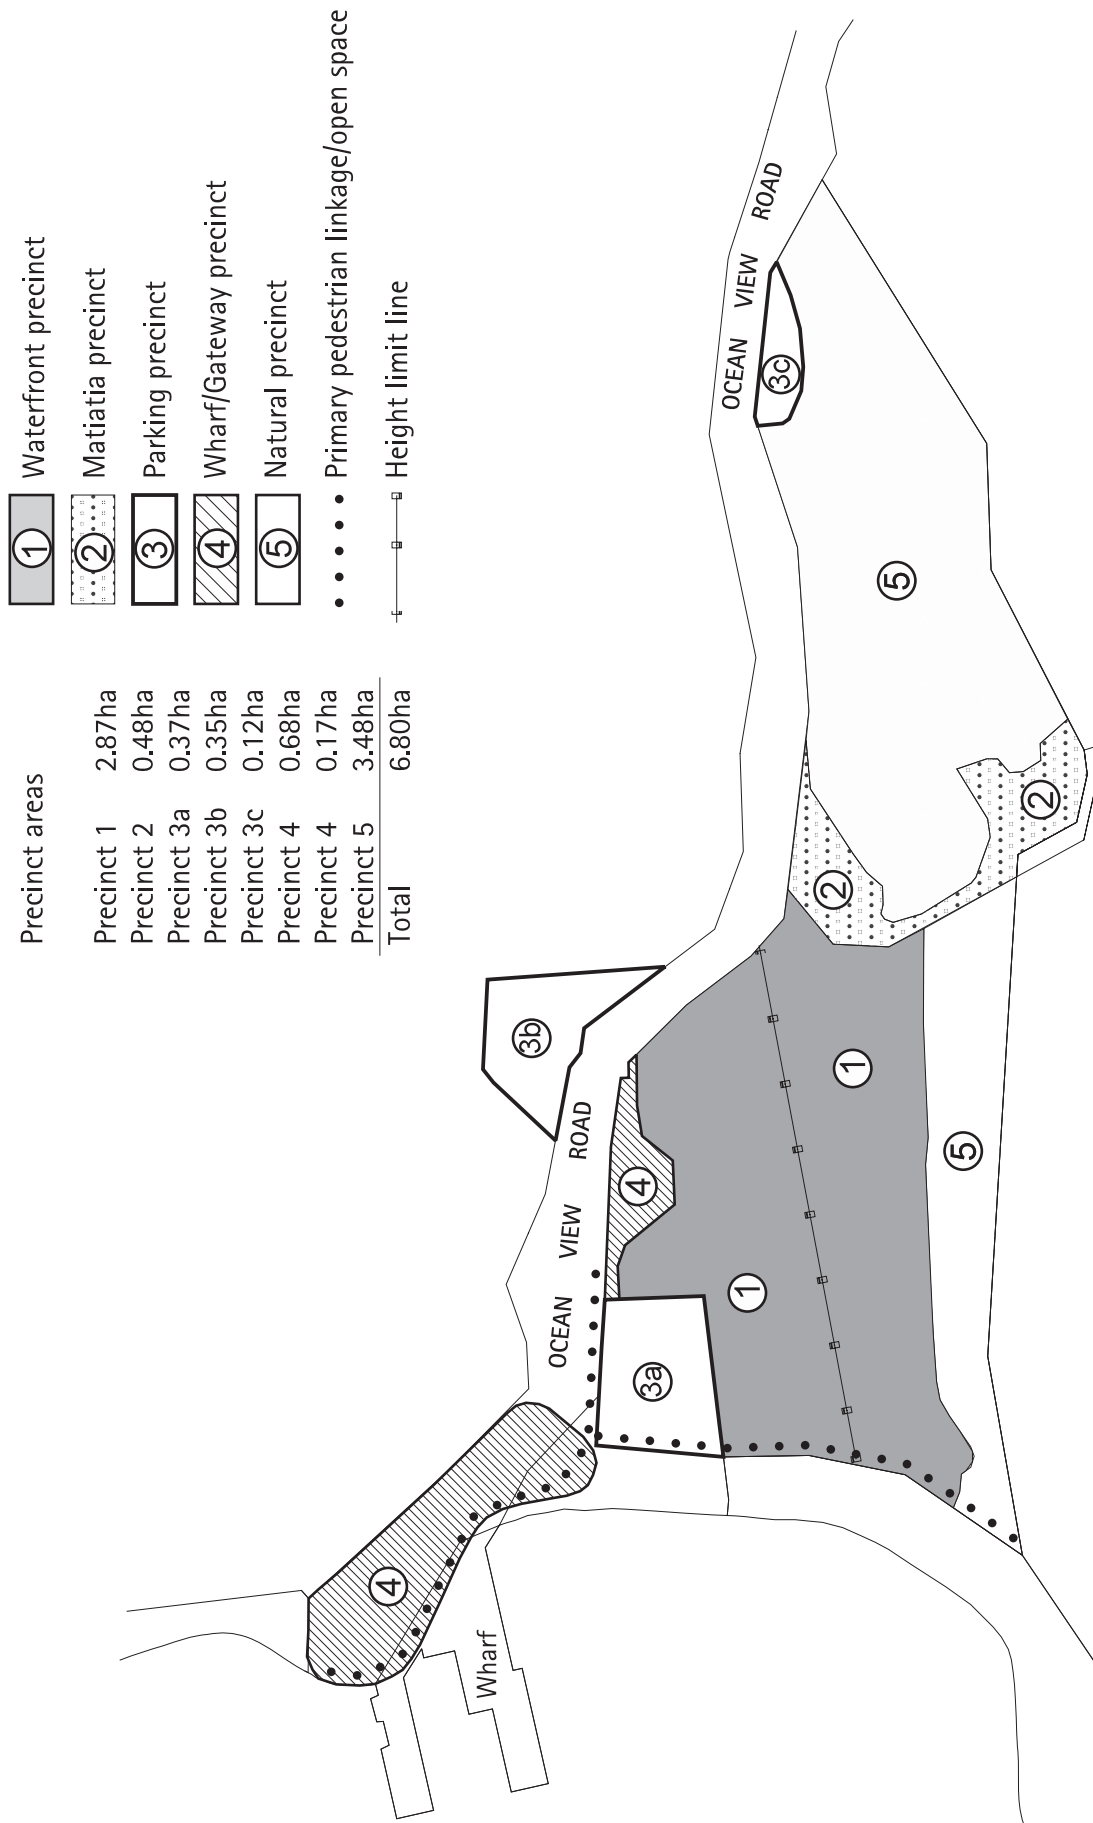 Precinct areas
Precinct 1 2.87ha
Precinct 2 0.48ha
Precinct 3a 0.37ha
Precinct 3b 0.35ha
Precinct 3c 0.12ha
Precinct 4 0.68ha
Precinct 4 0.17ha
Precinct 5 3.48ha
Total 6.80ha
1 Waterfront precinct
2 Matiatia precinct
3 Parking precinct
4 Wharf/Gateway precinct
5 Natural precinct
Primary pedestrian linkage/open space
Height limit line
3b
4
Wharf
OCEAN VIEW ROAD
4
3a
1
1
5
2
2
OCEAN VIEW ROAD
3c
5